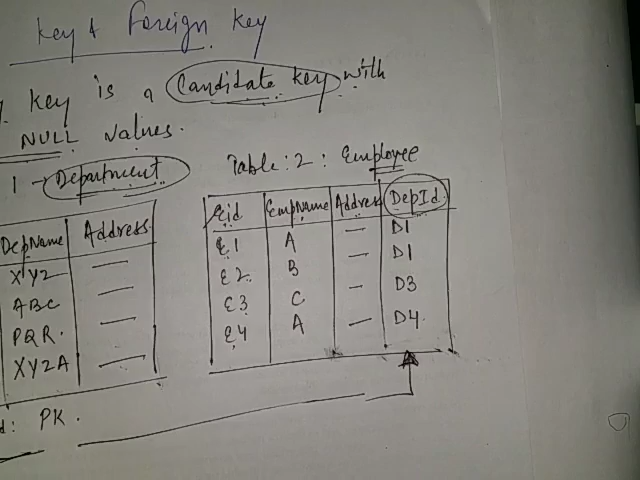 Key & Foreign Key
Key is a Candidate Key with
NULL Values.
1 → Department
DepName Address
XYZ —
ABC —
PQR. —
XYZA —
: PK.
Table: 2: Employee
Eid EmpName Address DepId
E1 A — D1
E2 B — D1
E3 C - D3
E4 A — D4